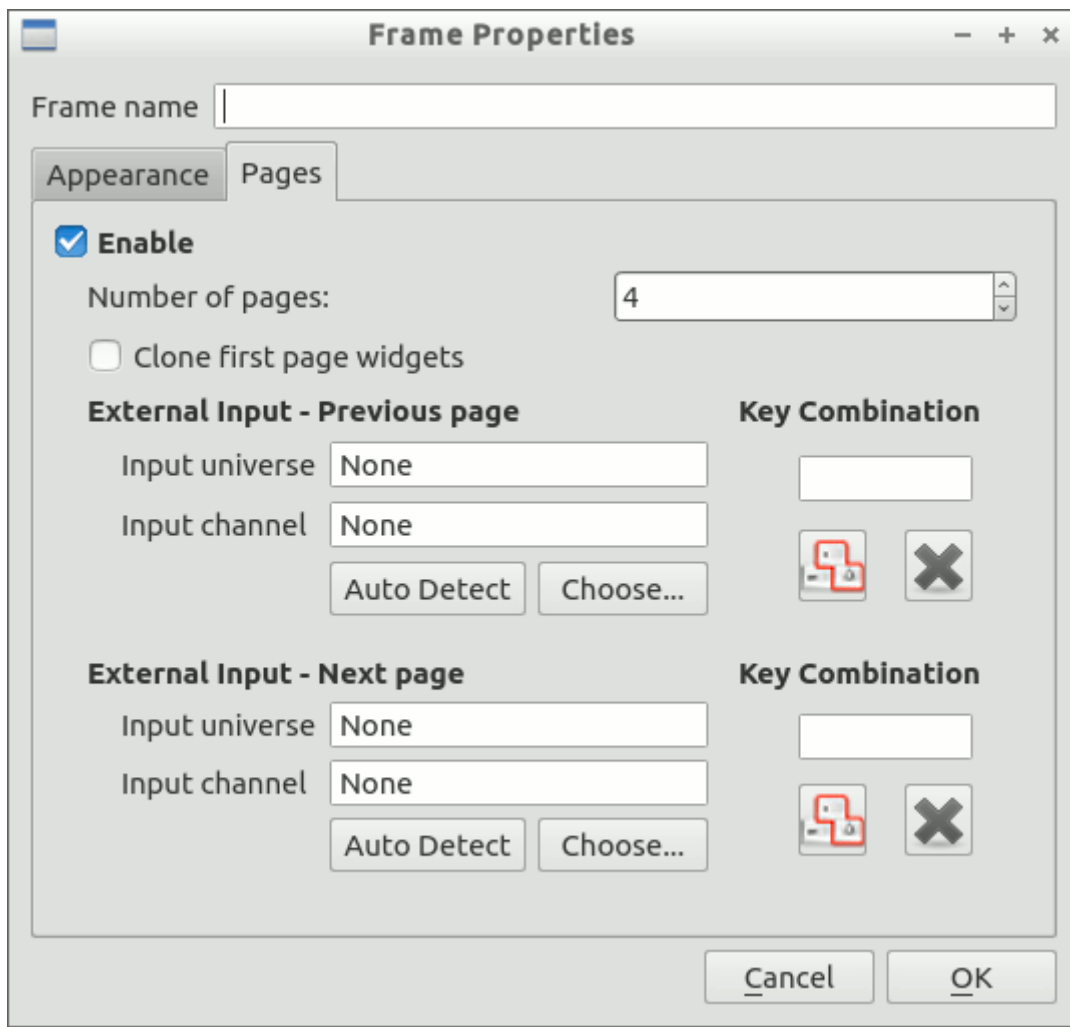 Frame Properties
Frame name
Appearance Pages
Enable
Number of pages: 4
Clone first page widgets
External Input - Previous page Key Combination
Input universe None
Input channel None
Auto Detect Choose...
External Input - Next page Key Combination
Input universe None
Input channel None
Auto Detect Choose...
Cancel OK